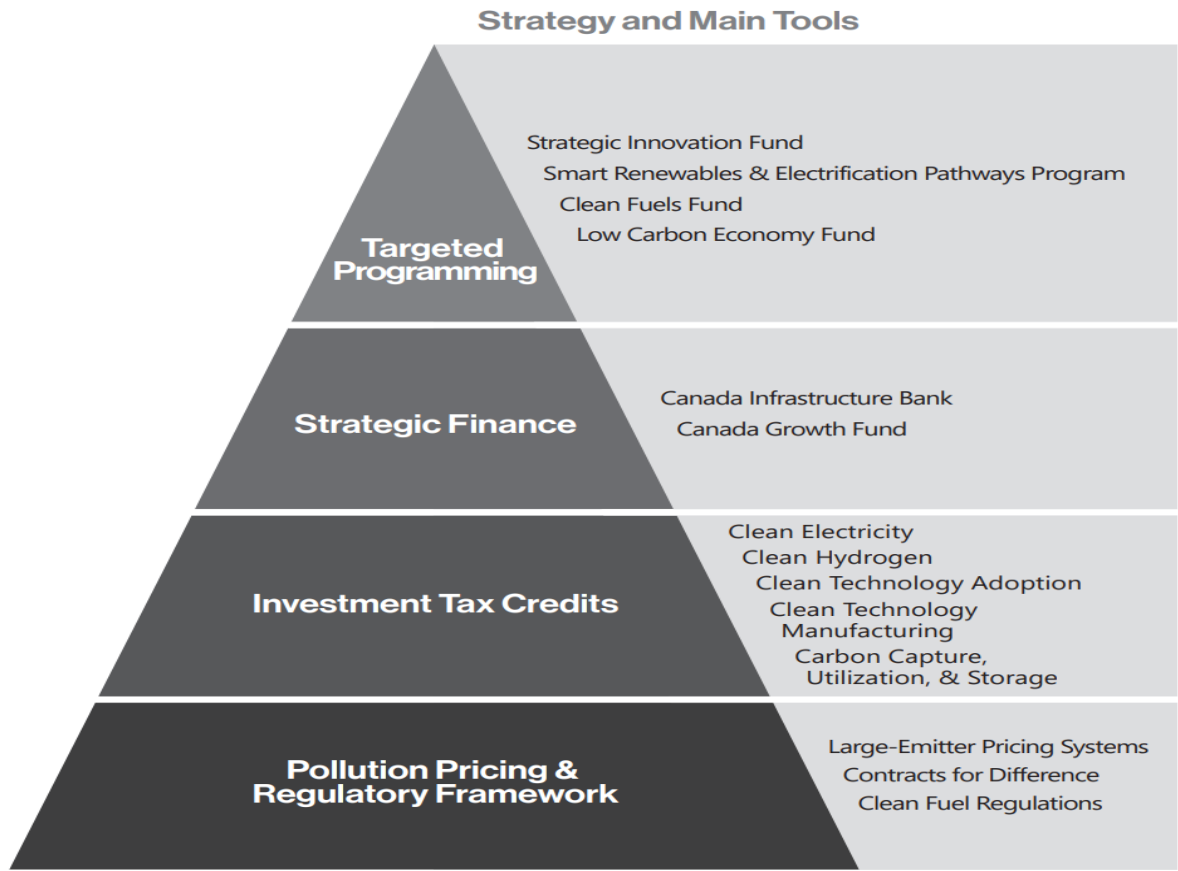 Strategy and Main Tools
Targeted
Programming
Strategic Innovation Fund
Smart Renewables & Electrification Pathways Program
Clean Fuels Fund
Low Carbon Economy Fund
Strategic Finance
Canada Infrastructure Bank
Canada Growth Fund
Investment Tax Credits
Clean Electricity
Clean Hydrogen
Clean Technology Adoption
Clean Technology
Manufacturing
Carbon Capture,
Utilization, & Storage
Pollution Pricing &
Regulatory Framework
Large-Emitter Pricing Systems
Contracts for Difference
Clean Fuel Regulations